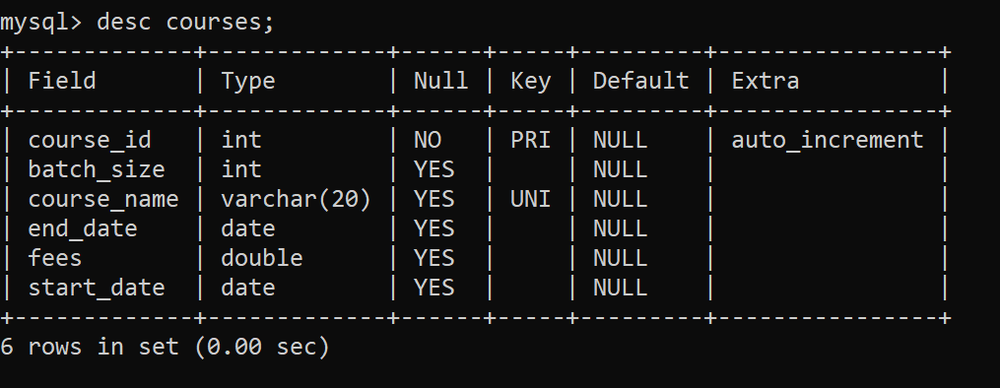 mysql> desc courses;
+-------------+-------------+------+-----+---------+----------------+
| Field       | Type        | Null | Key | Default | Extra          |
+-------------+-------------+------+-----+---------+----------------+
| course_id   | int         | NO   | PRI | NULL    | auto_increment |
| batch_size  | int         | YES  |     | NULL    |                |
| course_name | varchar(20) | YES  | UNI | NULL    |                |
| end_date    | date        | YES  |     | NULL    |                |
| fees        | double      | YES  |     | NULL    |                |
| start_date  | date        | YES  |     | NULL    |                |
+-------------+-------------+------+-----+---------+----------------+
6 rows in set (0.00 sec)